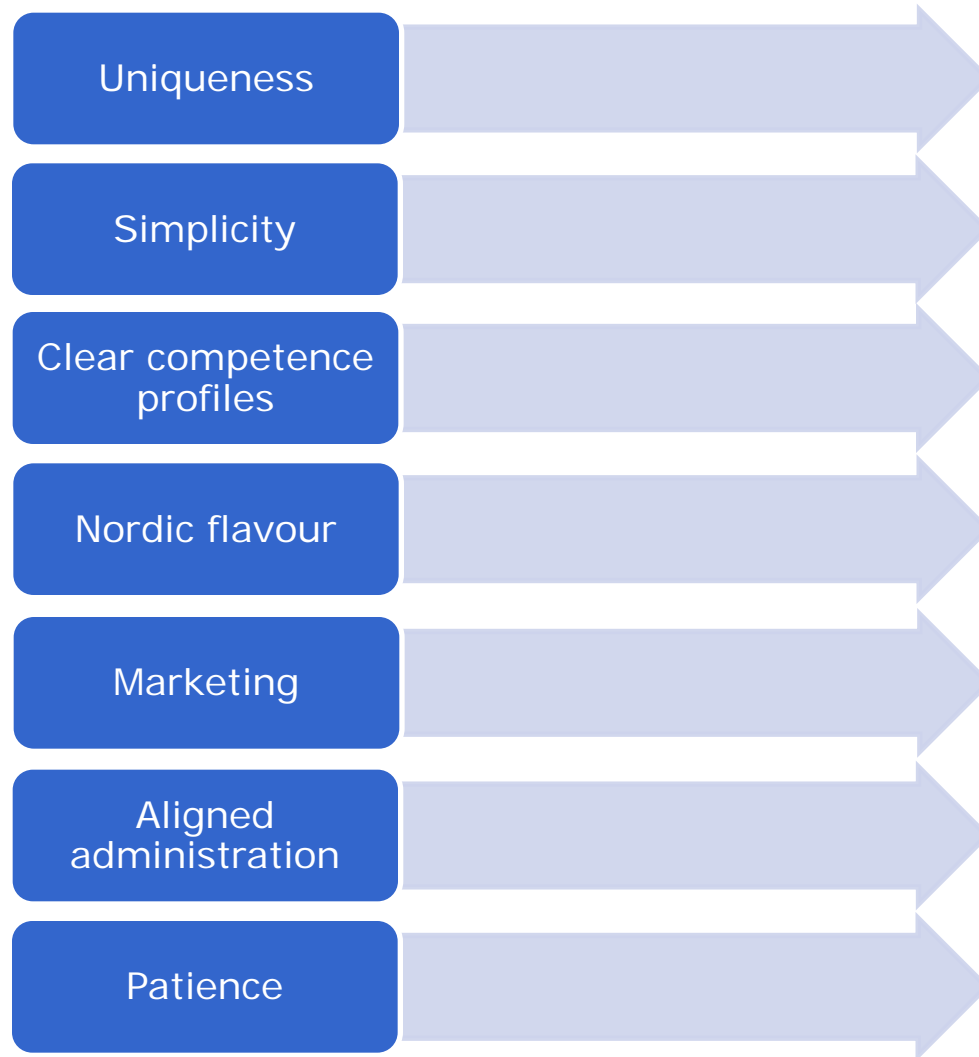 Uniqueness
Simplicity
Clear competence
profiles
Nordic flavour
Marketing
Aligned
administration
Patience